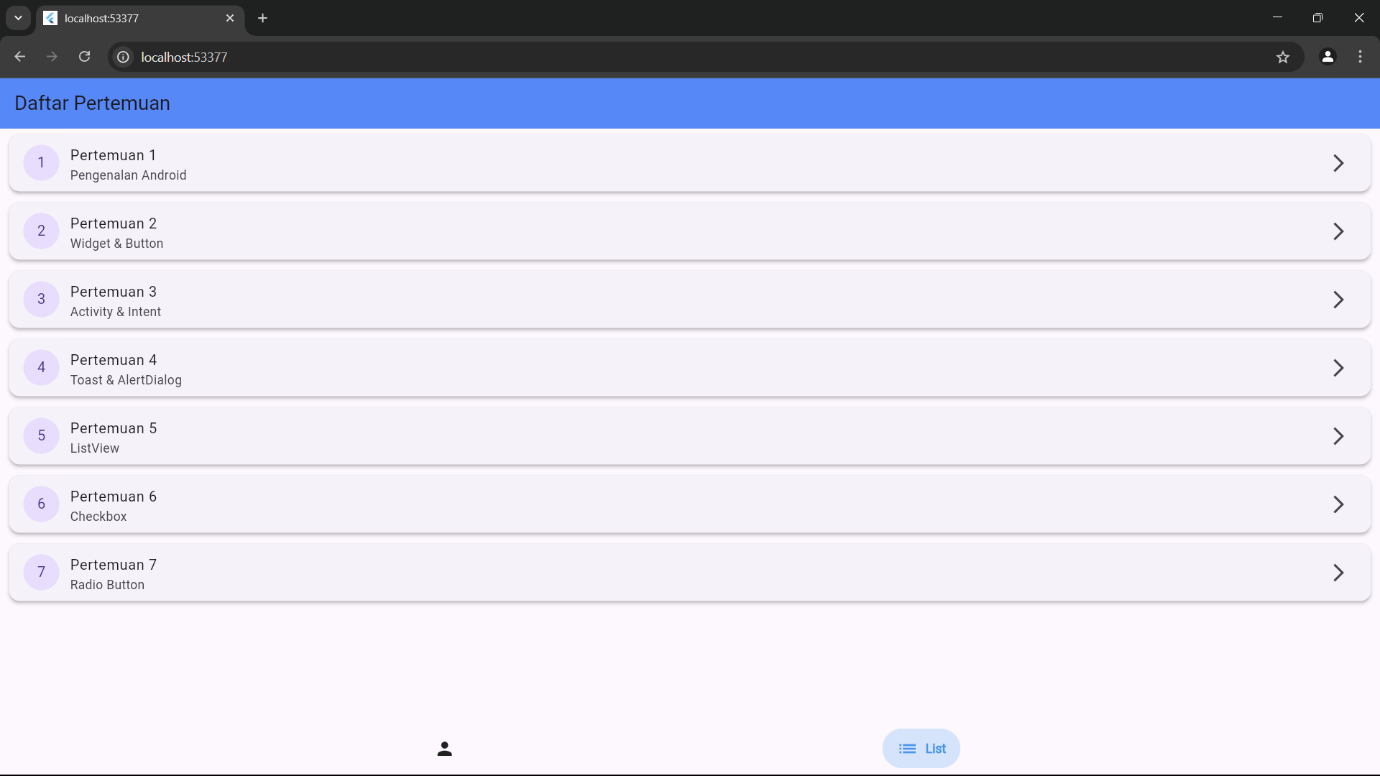 localhost:53377
localhost:53377
Daftar Pertemuan
1
Pertemuan 1
Pengenalan Android
2
Pertemuan 2
Widget & Button
3
Pertemuan 3
Activity & Intent
4
Pertemuan 4
Toast & AlertDialog
5
Pertemuan 5
ListView
6
Pertemuan 6
Checkbox
7
Pertemuan 7
Radio Button
List